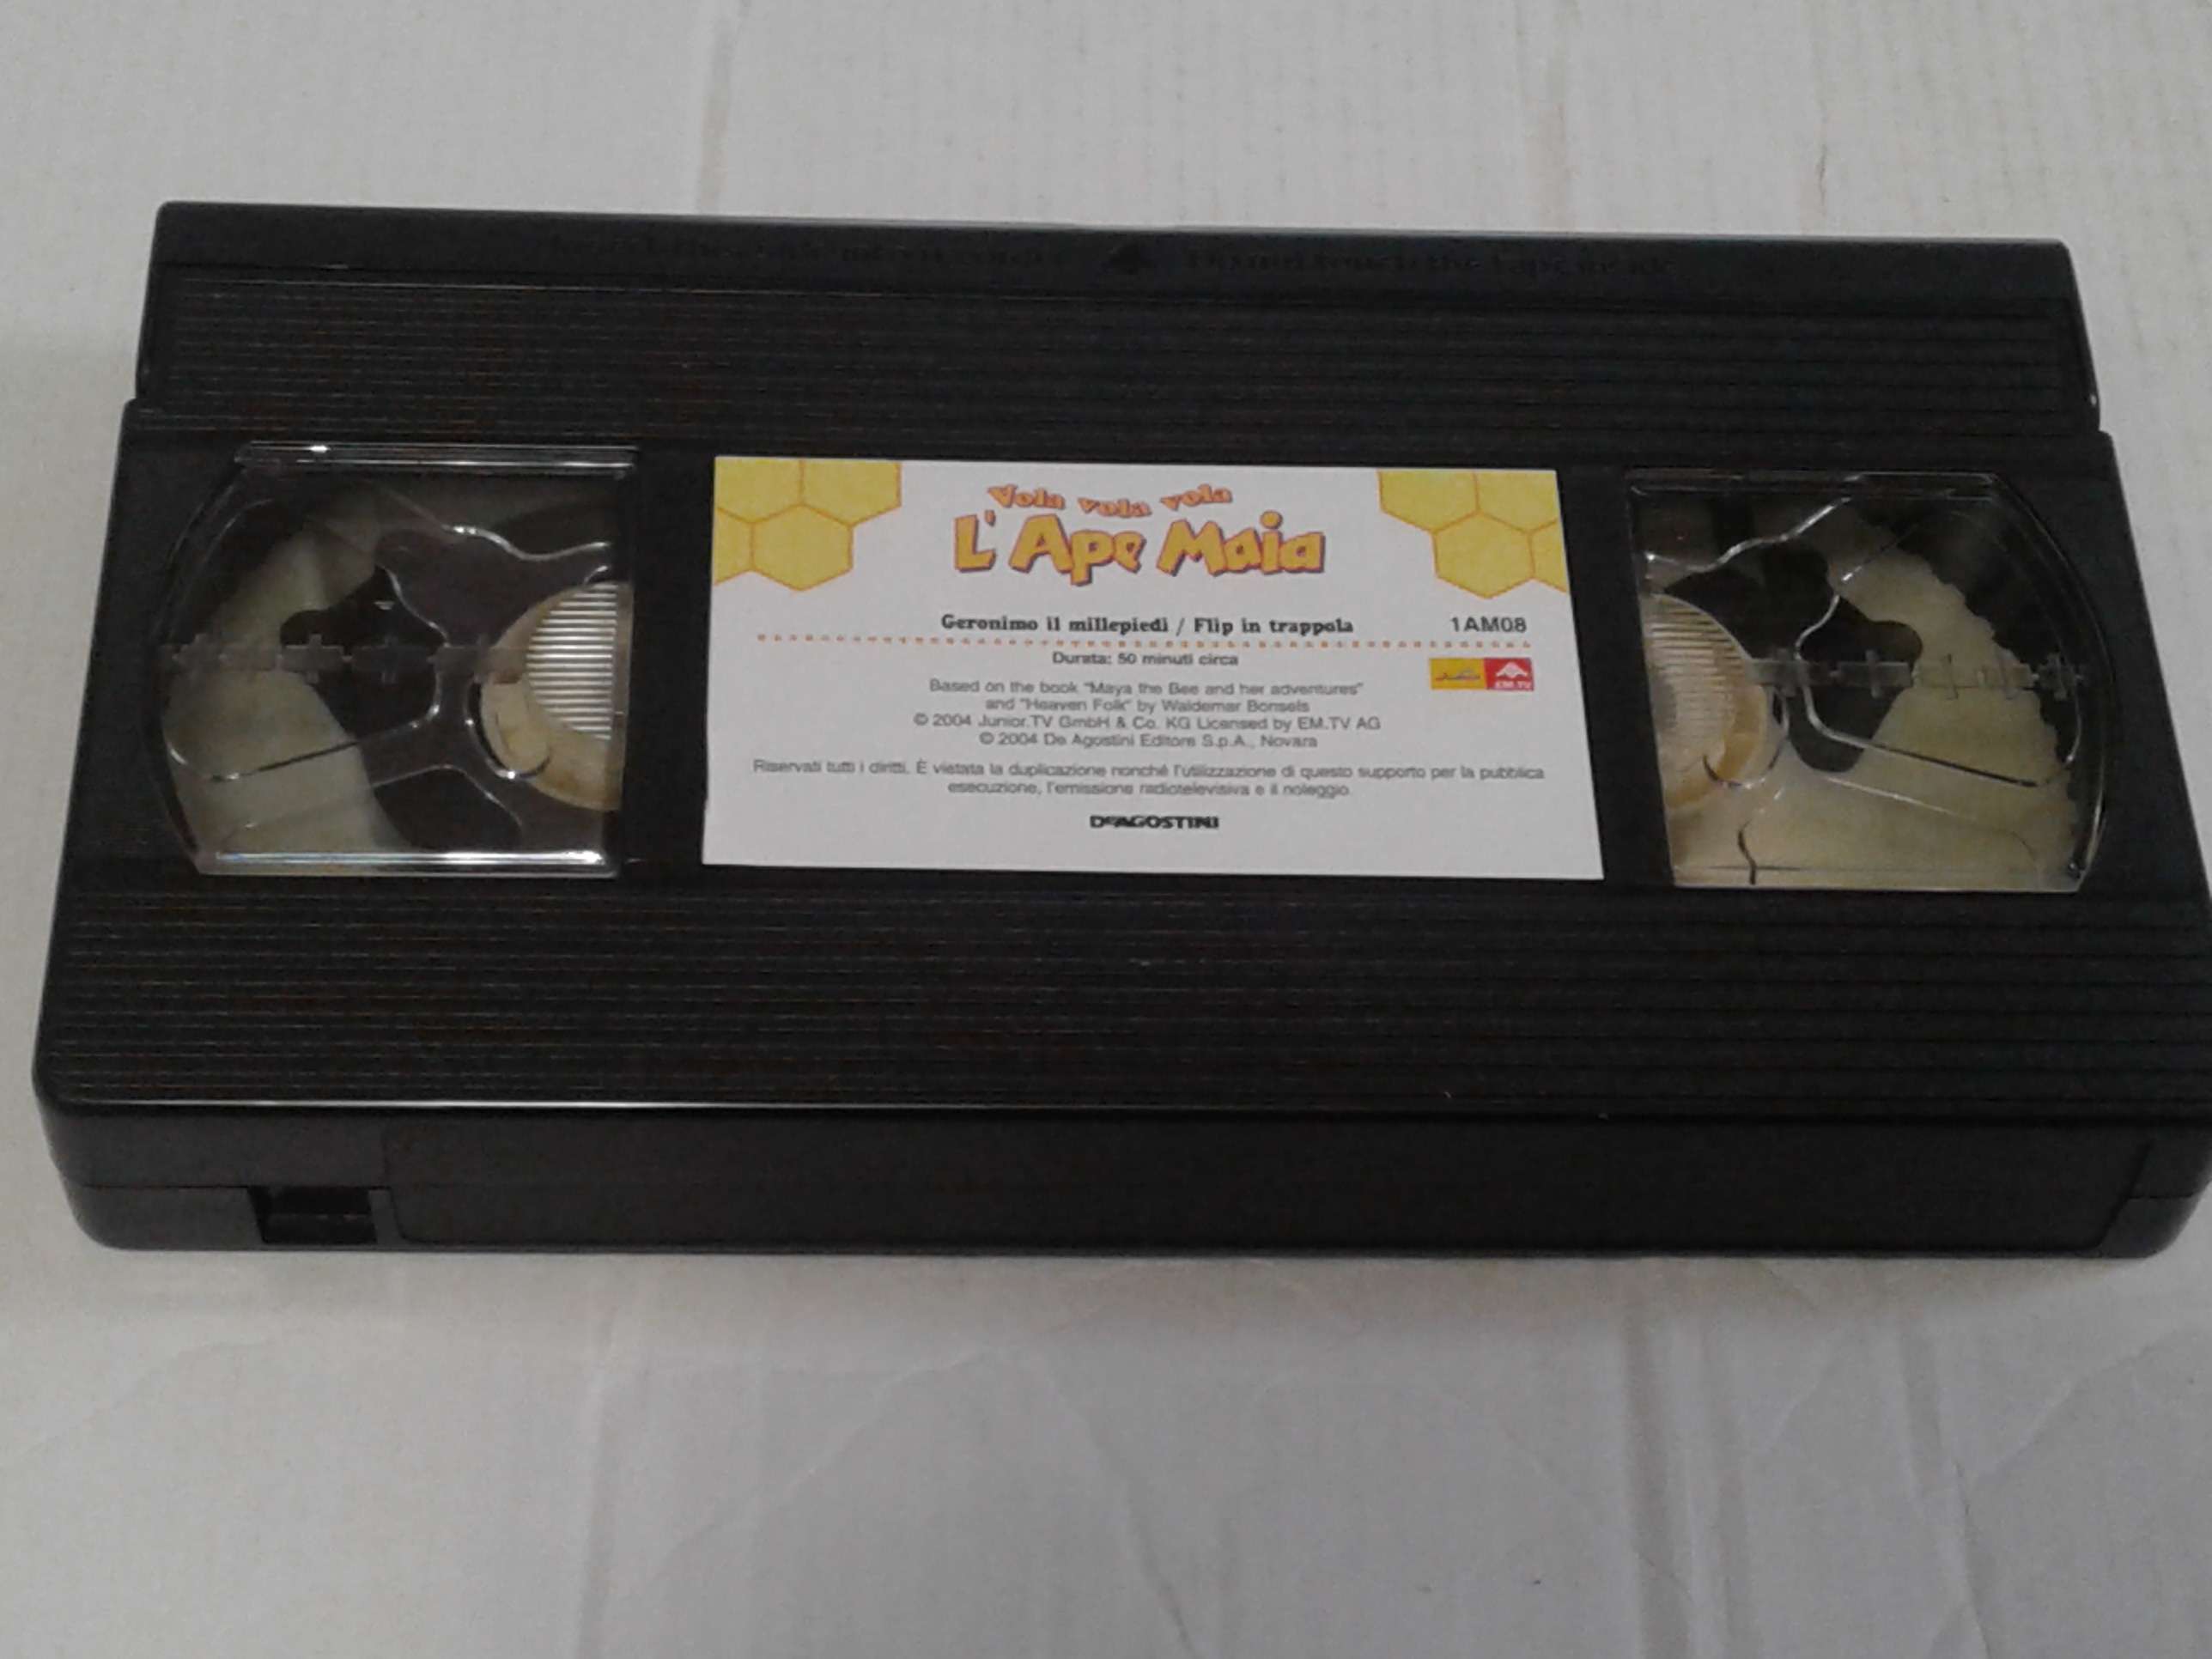 Vola vola vola
L'Ape Maia
Geronimo il millepiedi / Flip in trappola 1AM08
Durata: 50 minuti circa
Based on the book "Maya the Bee and her adventures"
and "Heaven Folk" by Waldemar Bonsels
© 2004 Junior.TV GmbH & Co. KG Licensed by EM.TV AG
© 2004 De Agostini Editore S.p.A., Novara
EM.TV
Riservati tutti i diritti. È vietata la duplicazione nonché l'utilizzazione di questo supporto per la pubblica
esecuzione, l'emissione radiotelevisiva e il noleggio.
DeAGOSTINI